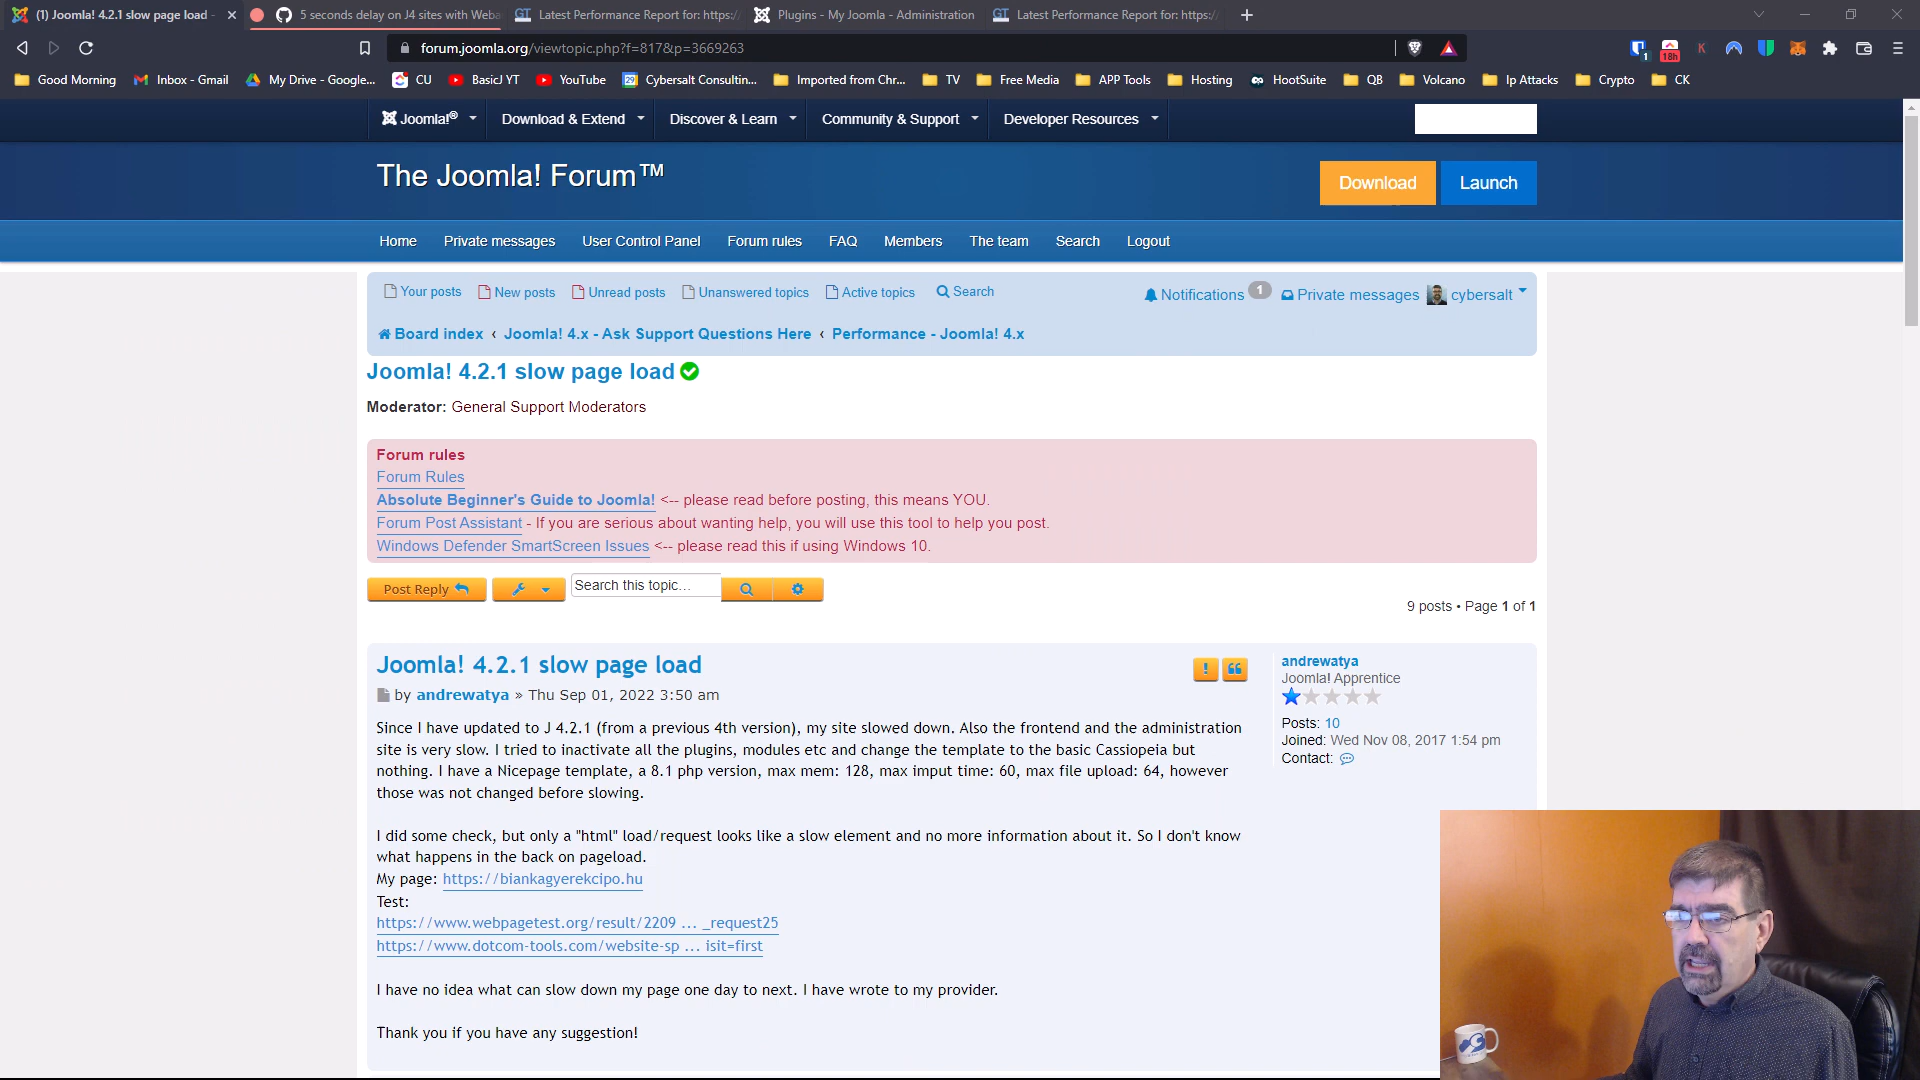 (1) Joomla! 4.2.1 slow page load -
5 seconds delay on J4 sites with Weba
Latest Performance Report for: https:/
Plugins - My Joomla - Administration
Latest Performance Report for: https:/
forum.joomla.org/viewtopic.php?f=817&p=3669263
1
18h
K
Good Morning
Inbox - Gmail
My Drive - Google...
CU
BasicJ YT
YouTube
Cybersalt Consultin...
Imported from Chr...
TV
Free Media
APP Tools
Hosting
HootSuite
QB
Volcano
Ip Attacks
Crypto
CK
Joomla!®
Download & Extend
Discover & Learn
Community & Support
Developer Resources
The Joomla! Forum™
Download
Launch
Home
Private messages
User Control Panel
Forum rules
FAQ
Members
The team
Search
Logout
Your posts
New posts
Unread posts
Unanswered topics
Active topics
Search
Notifications 1
Private messages
cybersalt
Board index ‹ Joomla! 4.x - Ask Support Questions Here ‹ Performance - Joomla! 4.x
Joomla! 4.2.1 slow page load
Moderator: General Support Moderators
Forum rules
Forum Rules
Absolute Beginner's Guide to Joomla! <-- please read before posting, this means YOU.
Forum Post Assistant - If you are serious about wanting help, you will use this tool to help you post.
Windows Defender SmartScreen Issues <-- please read this if using Windows 10.
Post Reply
Search this topic...
9 posts • Page 1 of 1
Joomla! 4.2.1 slow page load
by andrewatya » Thu Sep 01, 2022 3:50 am
Since I have updated to J 4.2.1 (from a previous 4th version), my site slowed down. Also the frontend and the administration
site is very slow. I tried to inactivate all the plugins, modules etc and change the template to the basic Cassiopeia but
nothing. I have a Nicepage template, a 8.1 php version, max mem: 128, max imput time: 60, max file upload: 64, however
those was not changed before slowing.
I did some check, but only a "html" load/request looks like a slow element and no more information about it. So I don't know
what happens in the back on pageload.
My page: https://biankagyerekcipo.hu
Test:
https://www.webpagetest.org/result/2209 ... _request25
https://www.dotcom-tools.com/website-sp ... isit=first
I have no idea what can slow down my page one day to next. I have wrote to my provider.
Thank you if you have any suggestion!
andrewatya
Joomla! Apprentice
Posts: 10
Joined: Wed Nov 08, 2017 1:54 pm
Contact: